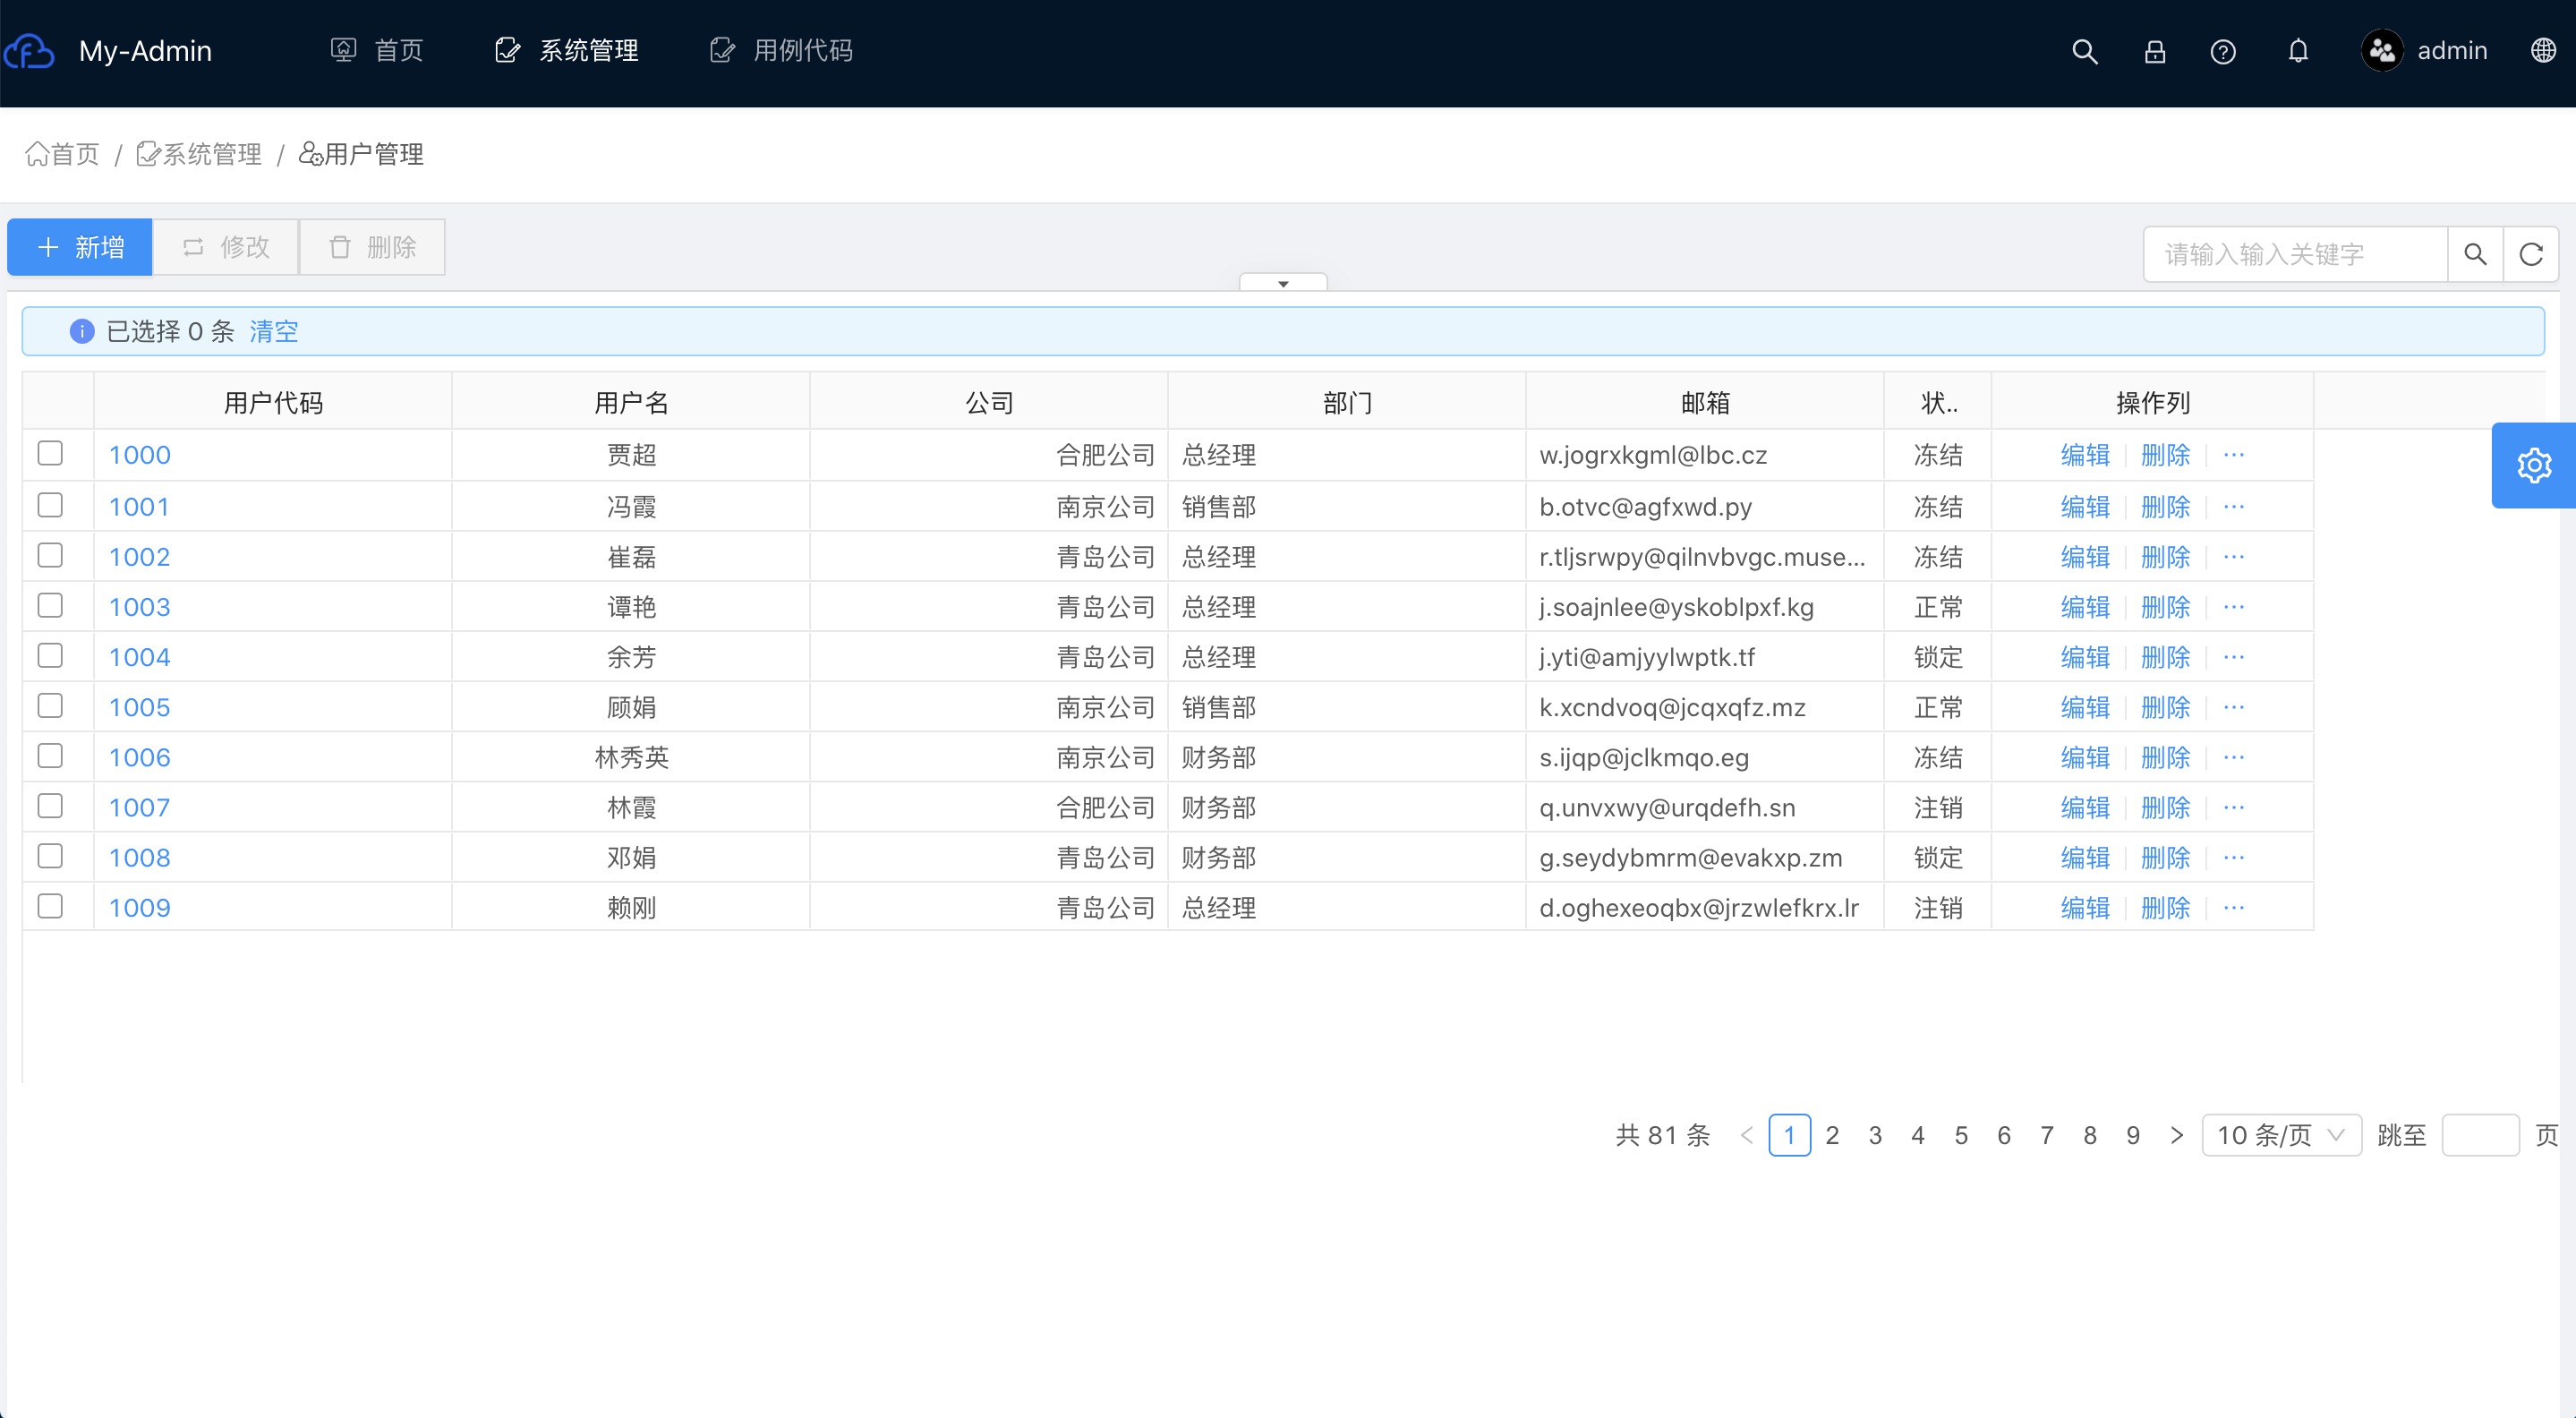 My-Admin 首页 系统管理 用例代码 admin
首页 / 系统管理 / 用户管理
新增 修改 删除 请输入输入关键字
已选择 0 条 清空
用户代码 用户名 公司 部门 邮箱 状.. 操作列
1000 贾超 合肥公司 总经理 w.jogrxkgml@lbc.cz 冻结 编辑 删除 ···
1001 冯霞 南京公司 销售部 b.otvc@agfxwd.py 冻结 编辑 删除 ···
1002 崔磊 青岛公司 总经理 r.tljsrwpy@qilnvbvgc.muse... 冻结 编辑 删除 ···
1003 谭艳 青岛公司 总经理 j.soajnlee@yskoblpxf.kg 正常 编辑 删除 ···
1004 余芳 青岛公司 总经理 j.yti@amjyylwptk.tf 锁定 编辑 删除 ···
1005 顾娟 南京公司 销售部 k.xcndvoq@jcqxqfz.mz 正常 编辑 删除 ···
1006 林秀英 南京公司 财务部 s.ijqp@jclkmqo.eg 冻结 编辑 删除 ···
1007 林霞 合肥公司 财务部 q.unvxwy@urqdefh.sn 注销 编辑 删除 ···
1008 邓娟 青岛公司 财务部 g.seydybmrm@evakxp.zm 锁定 编辑 删除 ···
1009 赖刚 青岛公司 总经理 d.oghexeoqbx@jrzwlefkrx.lr 注销 编辑 删除 ···
共 81 条 < 1 2 3 4 5 6 7 8 9 > 10 条/页 跳至 页